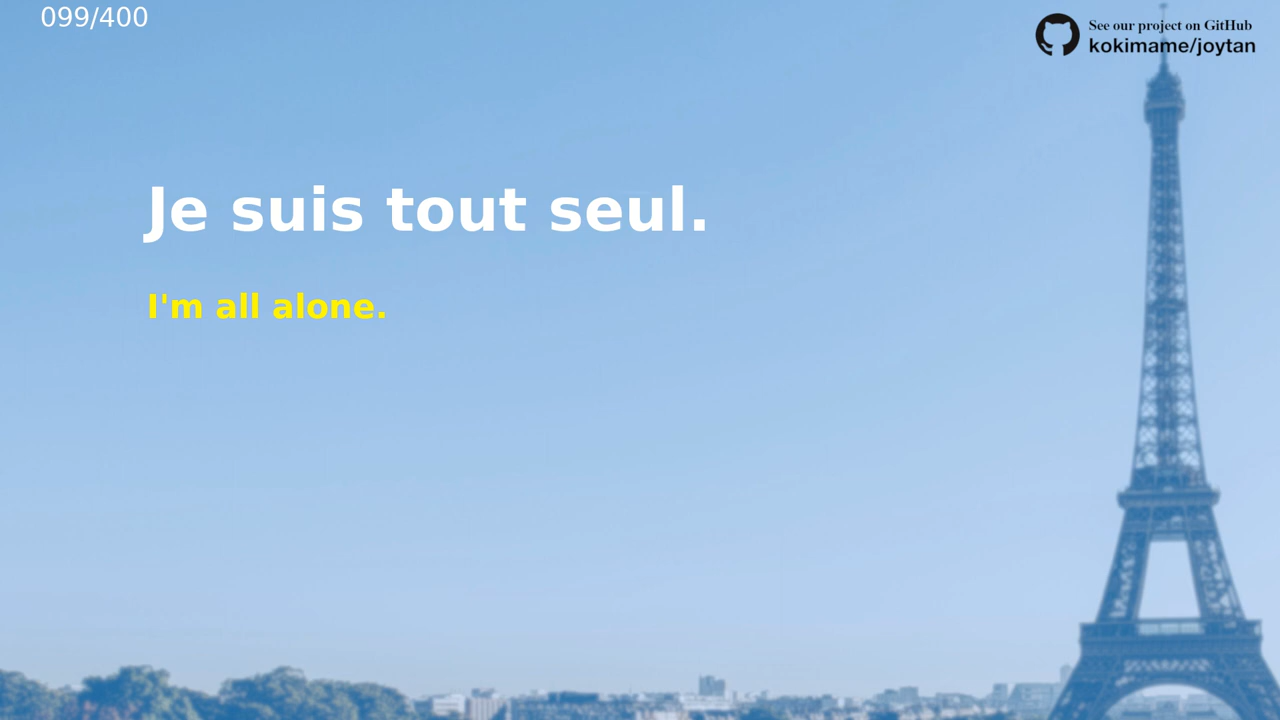 099/400
See our project on GitHub
kokimame/joytan
Je suis tout seul.
I'm all alone.